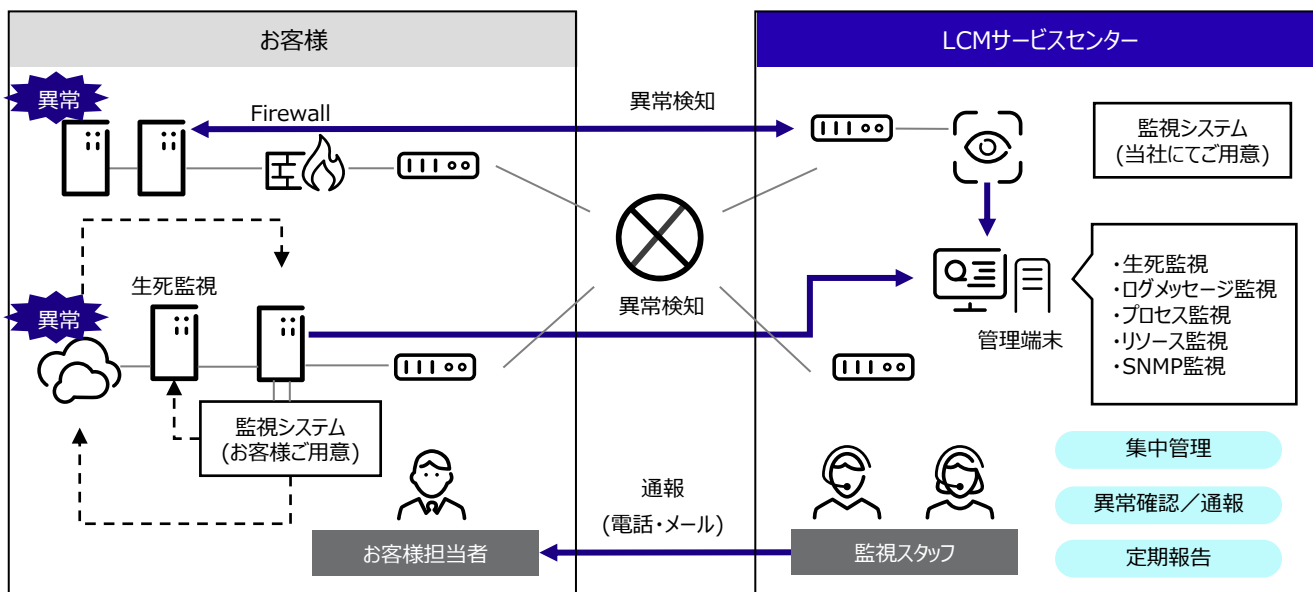 お客様
LCMサービスセンター
異常
Firewall
異常検知
監視システム
(当社にてご用意)
生死監視
異常
異常検知
管理端末
・生死監視
・ログメッセージ監視
・プロセス監視
・リソース監視
・SNMP監視
監視システム
(お客様ご用意)
通報
(電話・メール)
お客様担当者
監視スタッフ
集中管理
異常確認／通報
定期報告